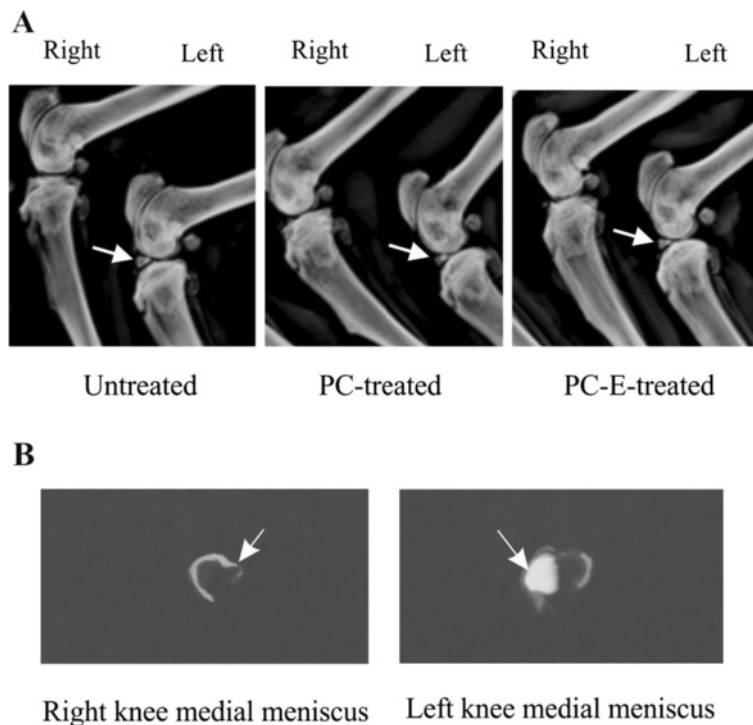 A
Right Left Right Left Right Left
Untreated PC-treated PC-E-treated
B
Right knee medial meniscus Left knee medial meniscus